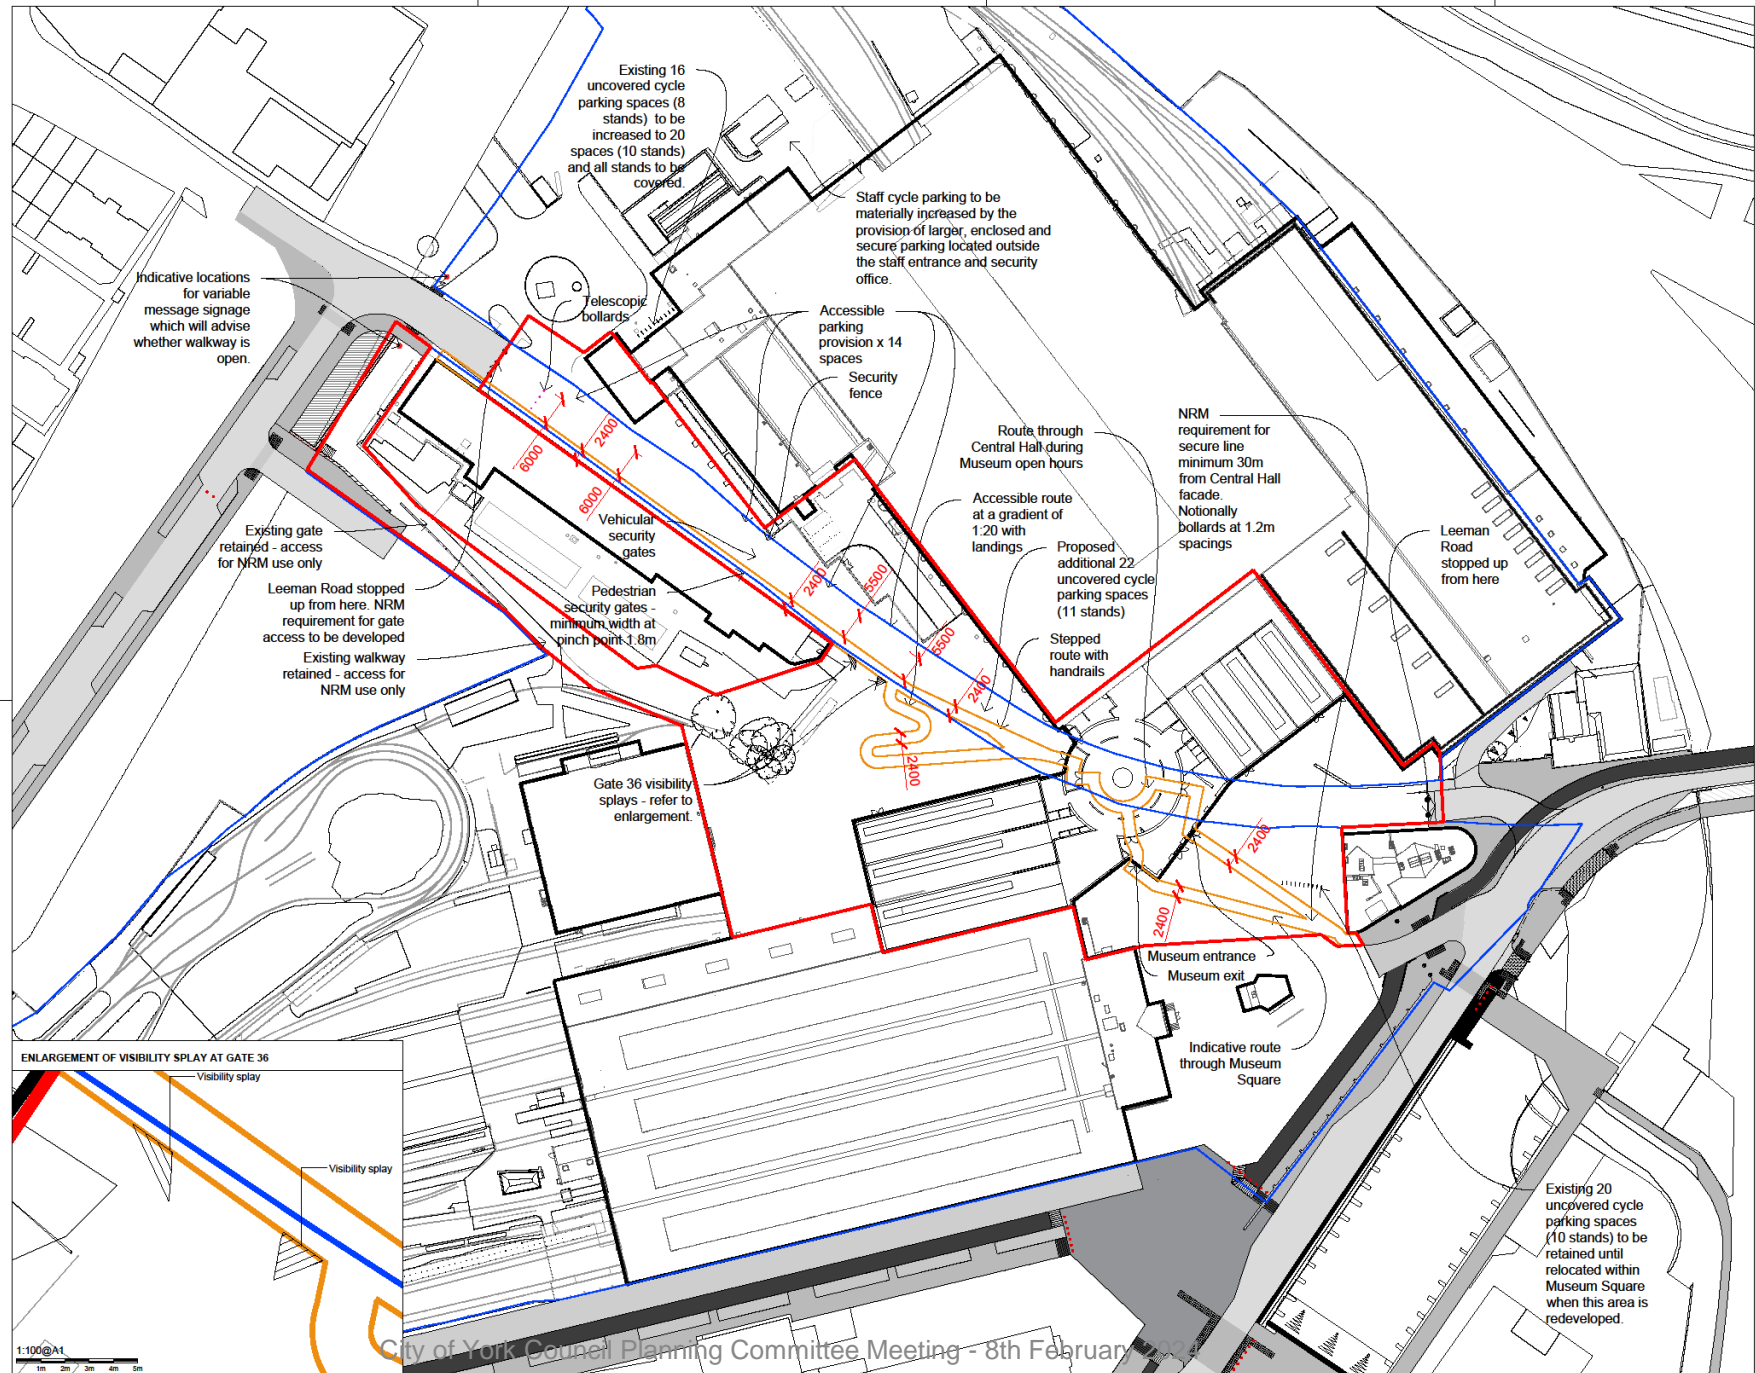 Existing 16
uncovered cycle
parking spaces (8
stands) to be
increased to 20
spaces (10 stands)
and all stands to be
covered.
Staff cycle parking to be
materially increased by the
provision of larger, enclosed and
secure parking located outside
the staff entrance and security
office.
Indicative locations
for variable
message signage
which will advise
whether walkway is
open.
Telescopic
bollards
Accessible
parking
provision x 14
spaces
Security
fence
Route through
Central Hall during
Museum open hours
NRM
requirement for
secure line
minimum 30m
from Central Hall
facade.
Notionally
bollards at 1.2m
spacings
Leeman
Road
stopped up
from here
6000
2400
6000
Accessible route
at a gradient of
1:20 with
landings
Vehicular
security
gates
Existing gate
retained - access
for NRM use only
Proposed
additional 22
uncovered cycle
parking spaces
(11 stands)
Leeman Road stopped
up from here. NRM
requirement for gate
access to be developed
Pedestrian
security gates -
minimum width at
pinch point 1.8m
2400
5500
5500
2400
Stepped
route with
handrails
Existing walkway
retained - access for
NRM use only
2400
Gate 36 visibility
splays - refer to
enlargement.
2400
2400
Museum entrance
Museum exit
Indicative route
through Museum
Square
ENLARGEMENT OF VISIBILITY SPLAY AT GATE 36
Visibility splay
Visibility splay
Existing 20
uncovered cycle
parking spaces
(10 stands) to be
retained until
relocated within
Museum Square
when this area is
redeveloped.
1:100@A1
1m 2m 3m 4m 5m
City of York Council Planning Committee Meeting - 8th February